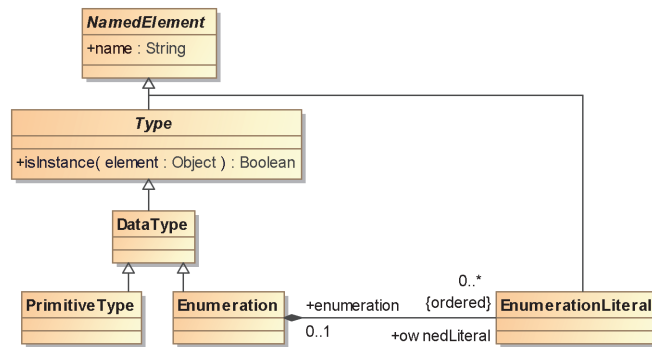 NamedElement
+name : String
Type
+isInstance( element : Object ) : Boolean
DataType
PrimitiveType
Enumeration
+enumeration
0..1
0..*
{ordered}
+ownedLiteral
EnumerationLiteral